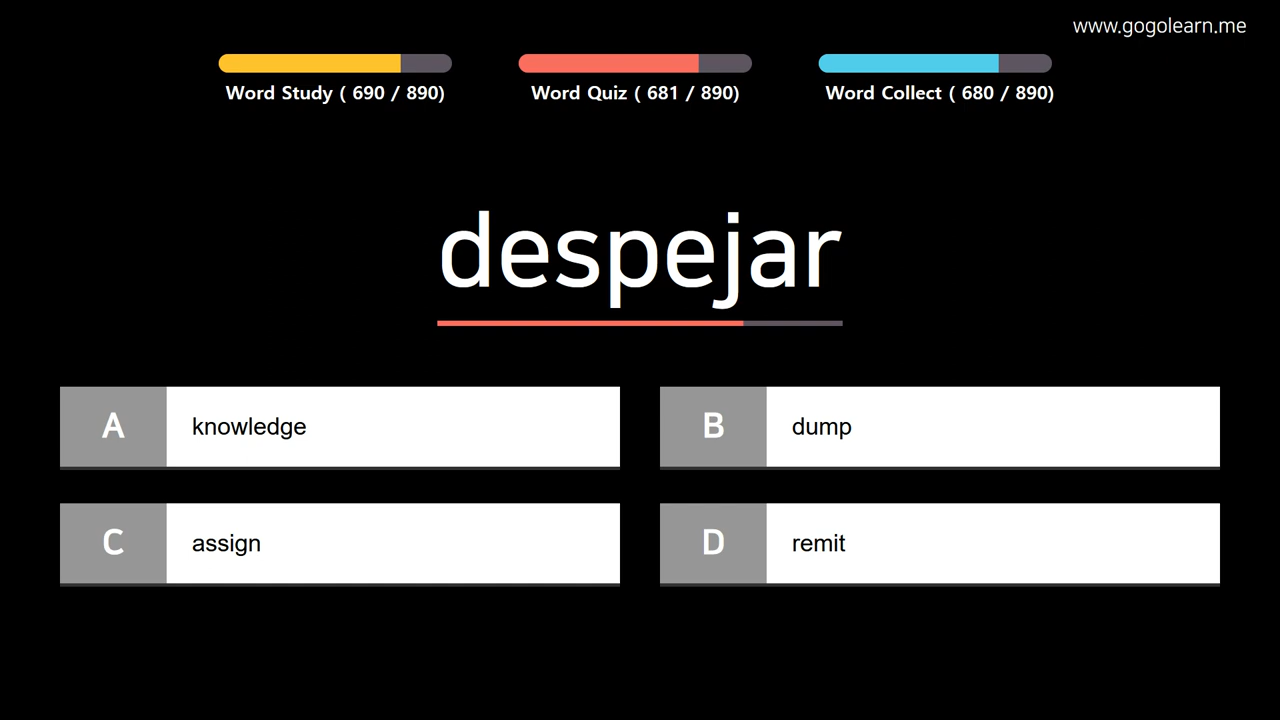 www.gogolearn.me
Word Study ( 690 / 890)
Word Quiz ( 681 / 890)
Word Collect ( 680 / 890)
despejar
A knowledge
B dump
C assign
D remit